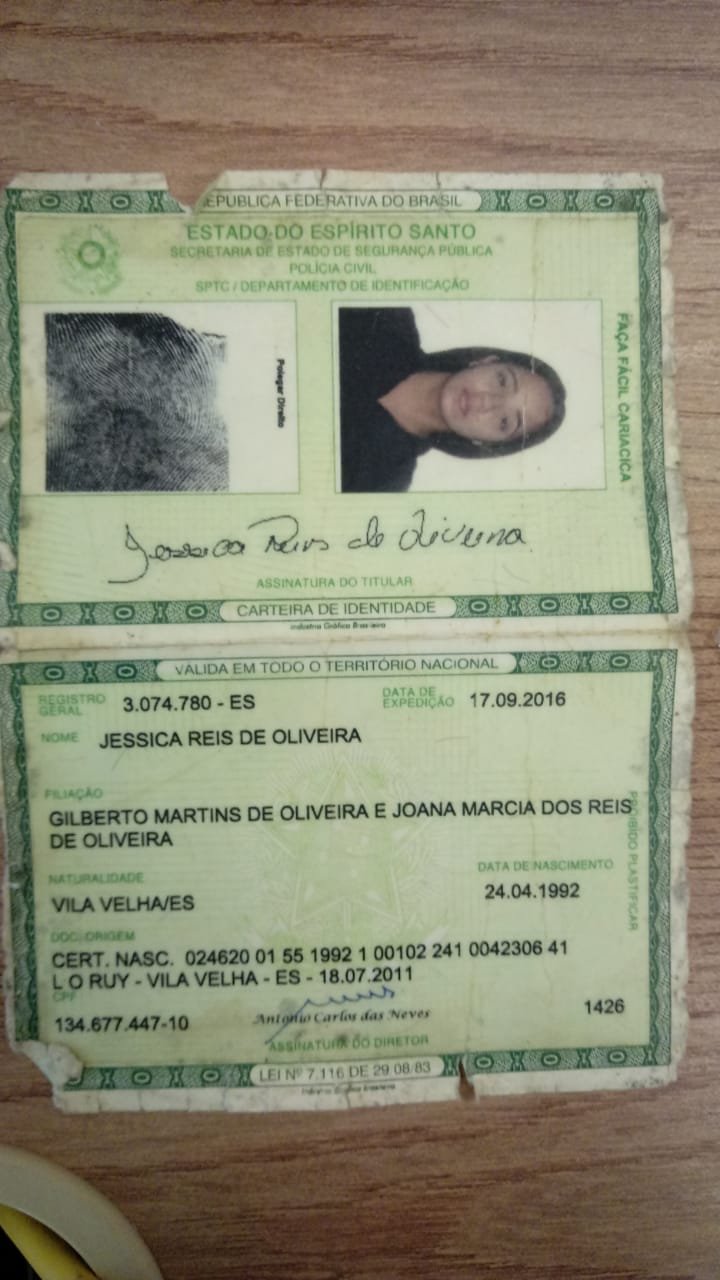 REPÚBLICA FEDERATIVA DO BRASIL
ESTADO DO ESPÍRITO SANTO
SECRETARIA DE ESTADO DE SEGURANÇA PÚBLICA
POLÍCIA CIVIL
SPTC / DEPARTAMENTO DE IDENTIFICAÇÃO
Polegar Direito
FAÇA FÁCIL CARIACICA
Jessica Reis de Oliveira
ASSINATURA DO TITULAR
CARTEIRA DE IDENTIDADE
Indústria Gráfica Brasileira
VÁLIDA EM TODO O TERRITÓRIO NACIONAL
REGISTRO GERAL 3.074.780 - ES DATA DE EXPEDIÇÃO 17.09.2016
NOME JESSICA REIS DE OLIVEIRA
FILIAÇÃO
GILBERTO MARTINS DE OLIVEIRA E JOANA MARCIA DOS REIS
DE OLIVEIRA
PROIBIDO PLASTIFICAR
NATURALIDADE DATA DE NASCIMENTO
VILA VELHA/ES 24.04.1992
DOC. ORIGEM
CERT. NASC. 024620 01 55 1992 1 00102 241 0042306 41
L O RUY - VILA VELHA - ES - 18.07.2011
CPF
134.677.447-10 Antonio Carlos das Neves 1426
ASSINATURA DO DIRETOR
LEI Nº 7.116 DE 29/08/83